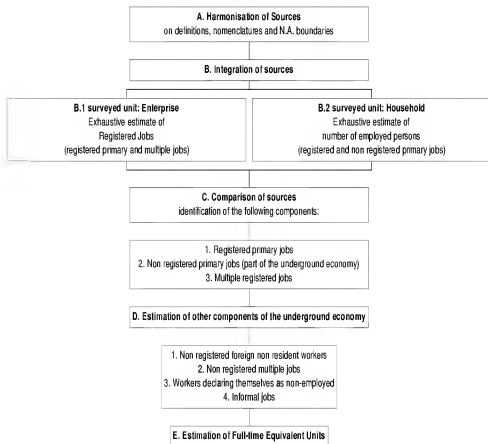 A. Harmonisation of Sources
on definitions, nomenclatures and N.A. boundaries
B. Integration of sources
B.1 surveyed unit: Enterprise
Exhaustive estimate of
Registered Jobs
(registered primary and multiple jobs)
B.2 surveyed unit: Household
Exhaustive estimate of
number of employed persons
(registered and non registered primary jobs)
C. Comparison of sources
identification of the following components:
1. Registered primary jobs
2. Non registered primary jobs (part of the underground economy)
3. Multiple registered jobs
D. Estimation of other components of the underground economy
1. Non registered foreign non resident workers
2. Non registered multiple jobs
3. Workers declaring themselves as non-employed
4. Informal jobs
E. Estimation of Full-time Equivalent Units